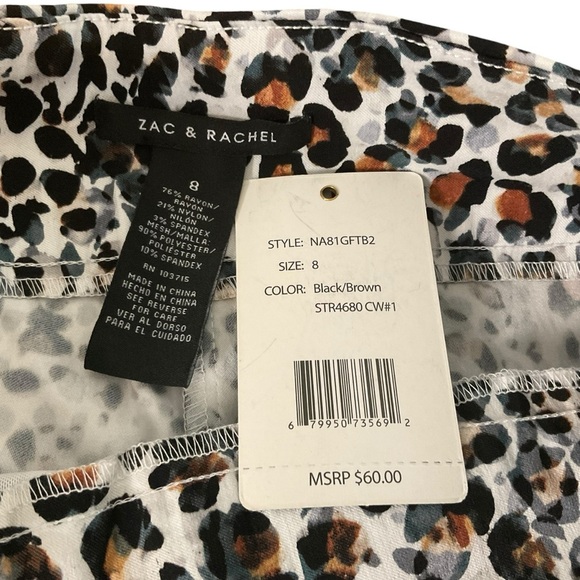 ZAC & RACHEL
8
76% RAYON/
RAYON
21% NYLON/
NILÓN
3% SPANDEX
MESH/MALLA:
90% POLYESTER/
POLIÉSTER
10% SPANDEX
RN 103715
MADE IN CHINA
HECHO EN CHINA
SEE REVERSE
FOR CARE
VER AL DORSO
PARA EL CUIDADO
STYLE: NA81GFTB2
SIZE: 8
COLOR: Black/Brown
STR4680 CW#1
6 79950 73569 2
MSRP $60.00